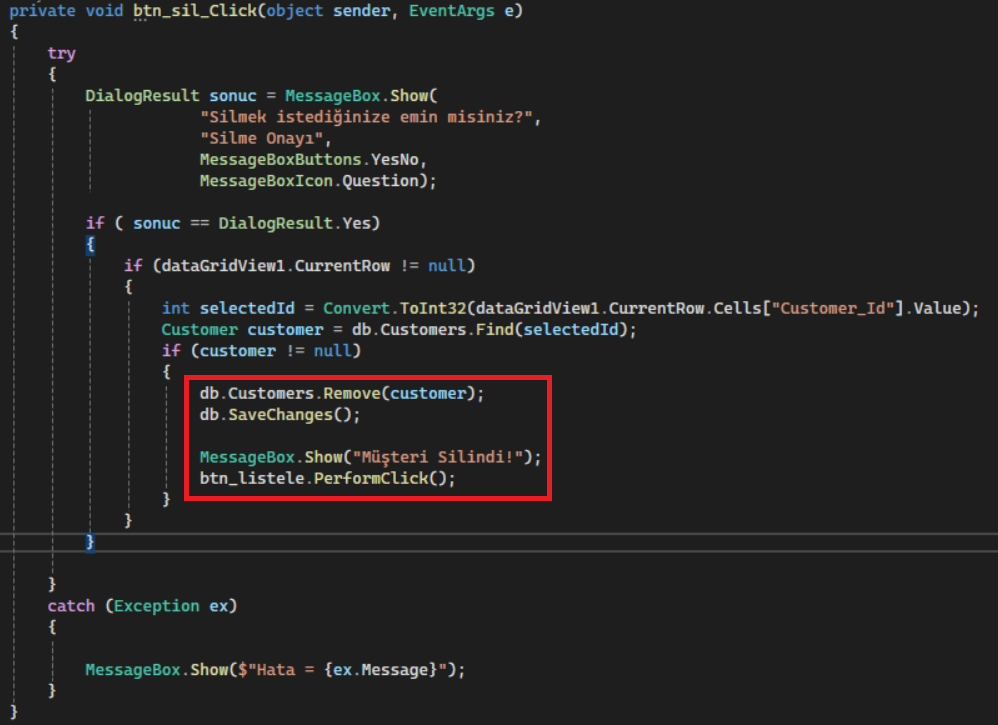 private void btn_sil_Click(object sender, EventArgs e)
{
try
{
DialogResult sonuc = MessageBox.Show(
"Silmek istediğinize emin misiniz?",
"Silme Onayı",
MessageBoxButtons.YesNo,
MessageBoxIcon.Question);
if ( sonuc == DialogResult.Yes)
{
if (dataGridView1.CurrentRow != null)
{
int selectedId = Convert.ToInt32(dataGridView1.CurrentRow.Cells["Customer_Id"].Value);
Customer customer = db.Customers.Find(selectedId);
if (customer != null)
{
db.Customers.Remove(customer);
db.SaveChanges();
MessageBox.Show("Müşteri Silindi!");
btn_listele.PerformClick();
}
}
}
}
catch (Exception ex)
{
MessageBox.Show($"Hata = {ex.Message}");
}
}